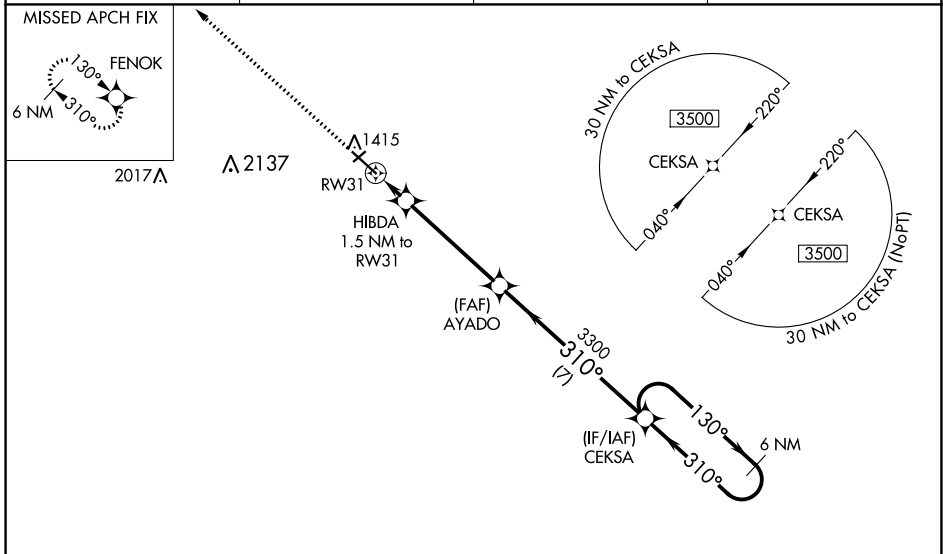 MISSED APCH FIX
130°
FENOK
6 NM
310°
2017
2137
1415
RW31
HIBDA
1.5 NM to
RW31
(FAF)
AYADO
3300
310°
(7)
(IF/IAF)
CEKSA
130°
310°
6 NM
30 NM to CEKSA
3500
220°
CEKSA
040°
220°
CEKSA
040°
3500
30 NM to CEKSA (NoPT)